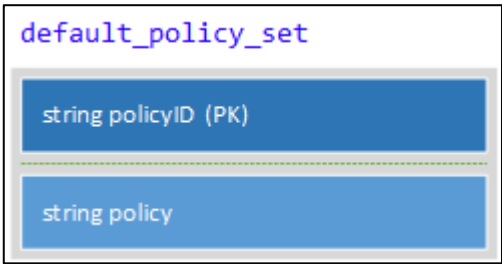 default_policy_set
string policyID (PK)
string policy